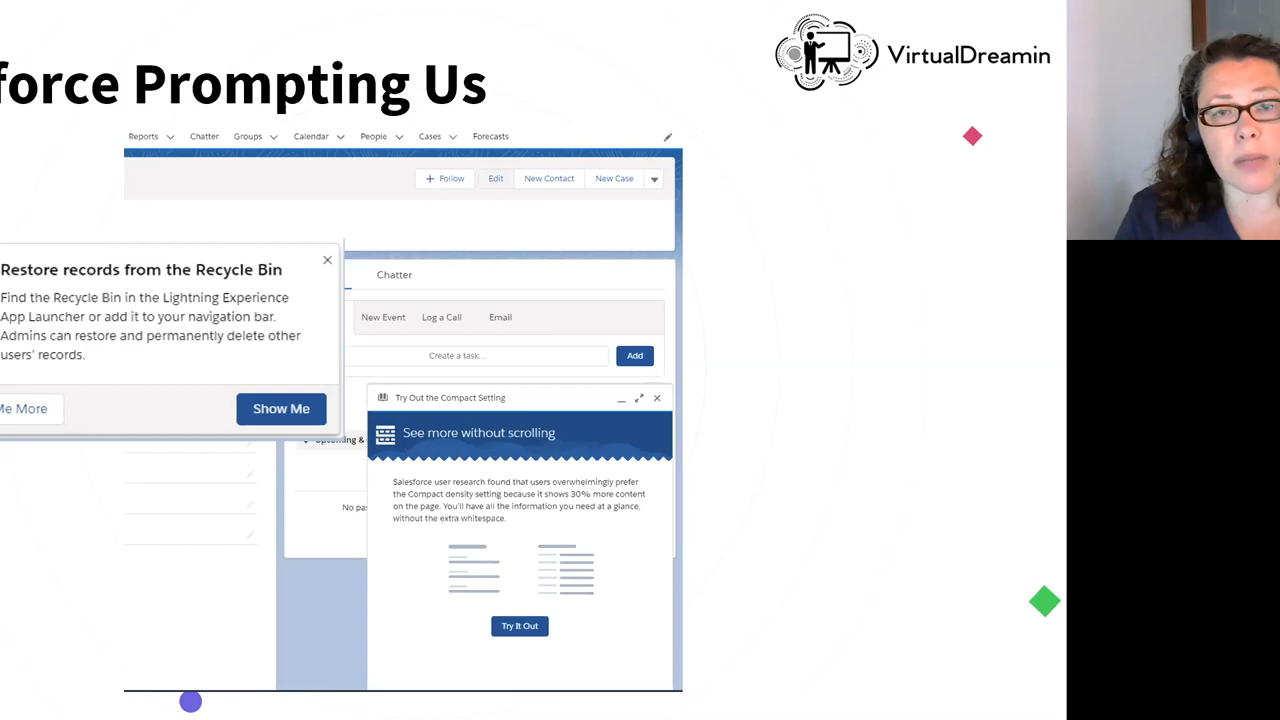 force Prompting Us
VirtualDreamin
Reports Chatter Groups Calendar People Cases Forecasts
+ Follow Edit New Contact New Case
Restore records from the Recycle Bin
Find the Recycle Bin in the Lightning Experience
App Launcher or add it to your navigation bar.
Admins can restore and permanently delete other
users' records.
Me More Show Me
Chatter
New Event Log a Call Email
Create a task... Add
Upcoming &
No pas
Try Out the Compact Setting
See more without scrolling
Salesforce user research found that users overwhelmingly prefer
the Compact density setting because it shows 30% more content
on the page. You'll have all the information you need at a glance,
without the extra whitespace.
Try It Out